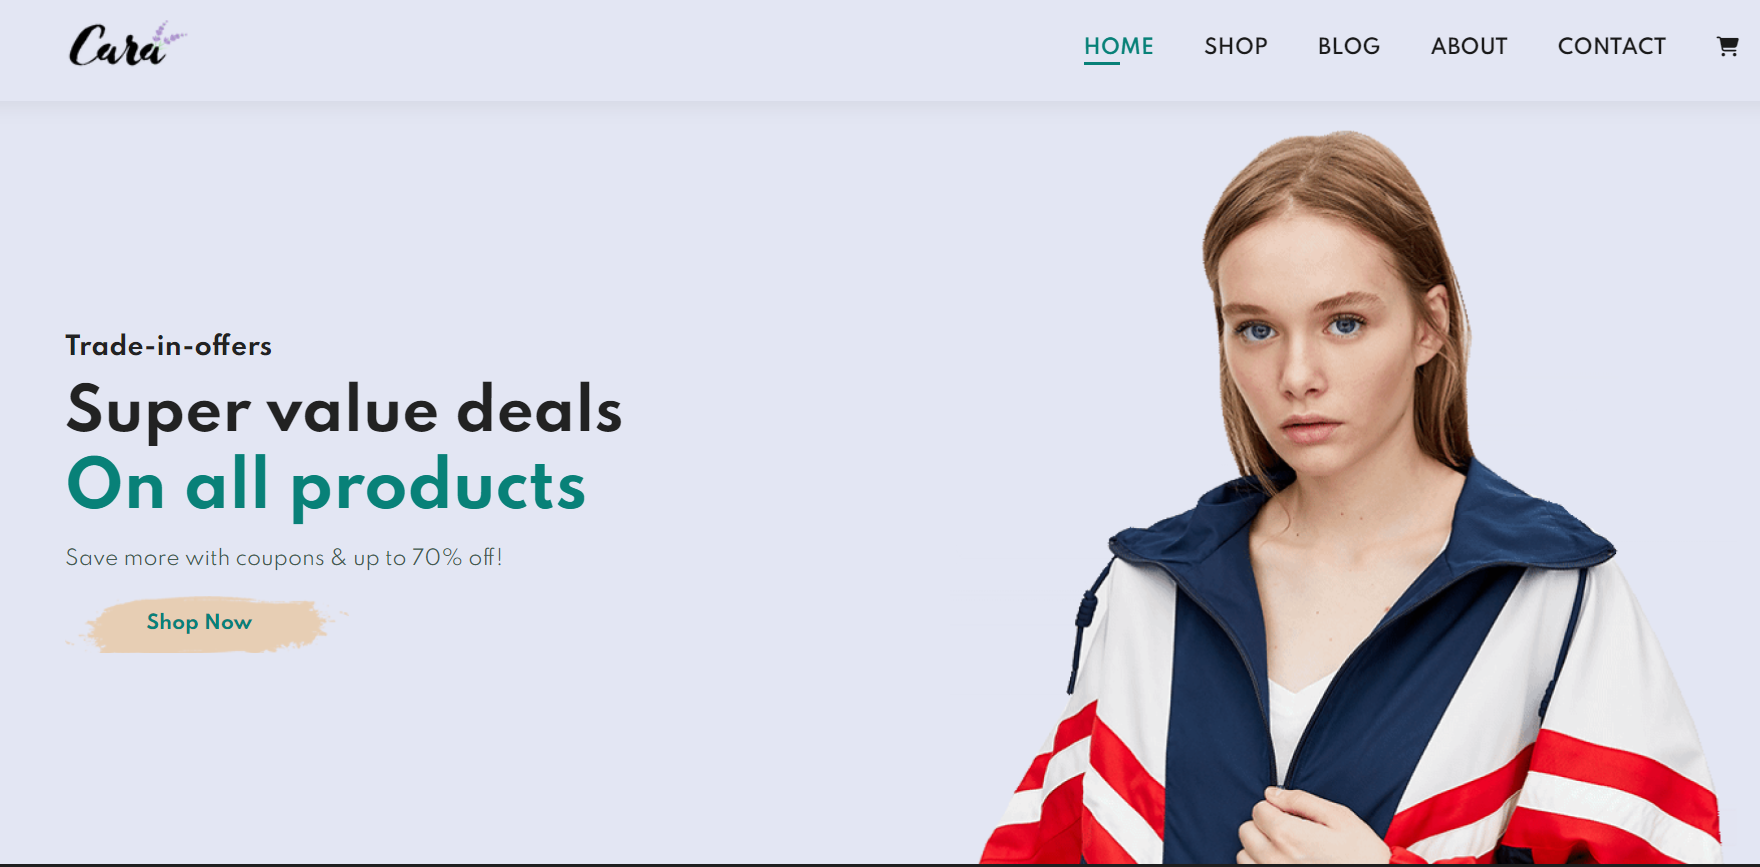 Cara
HOME SHOP BLOG ABOUT CONTACT
Trade-in-offers
Super value deals
On all products
Save more with coupons & up to 70% off!
Shop Now